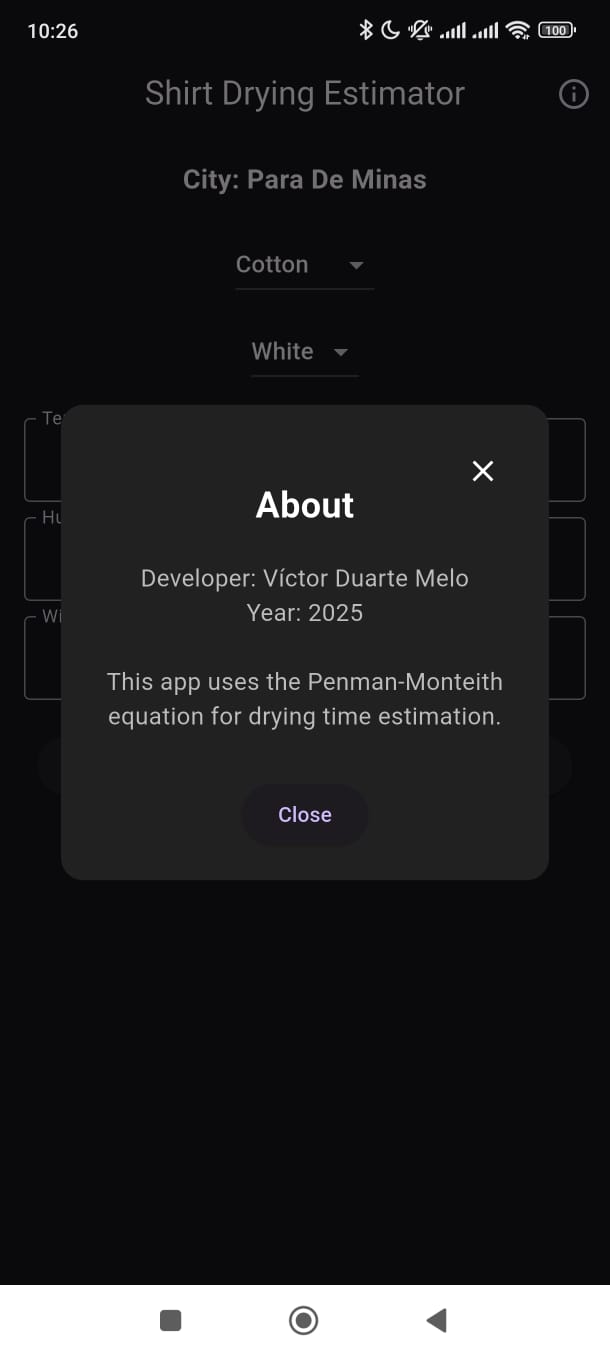 10:26
100
Shirt Drying Estimator
City: Para De Minas
Cotton
White
Te
Hu
Wi
About
Developer: Víctor Duarte Melo
Year: 2025
This app uses the Penman-Monteith
equation for drying time estimation.
Close